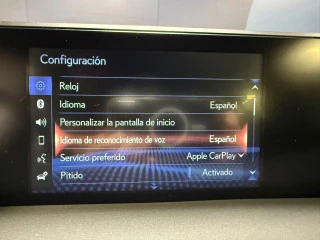 Configuración
Reloj
Idioma Español
Personalizar la pantalla de inicio
Idioma de reconocimiento de voz Español
Servicio preferido Apple CarPlay
Pitido Activado